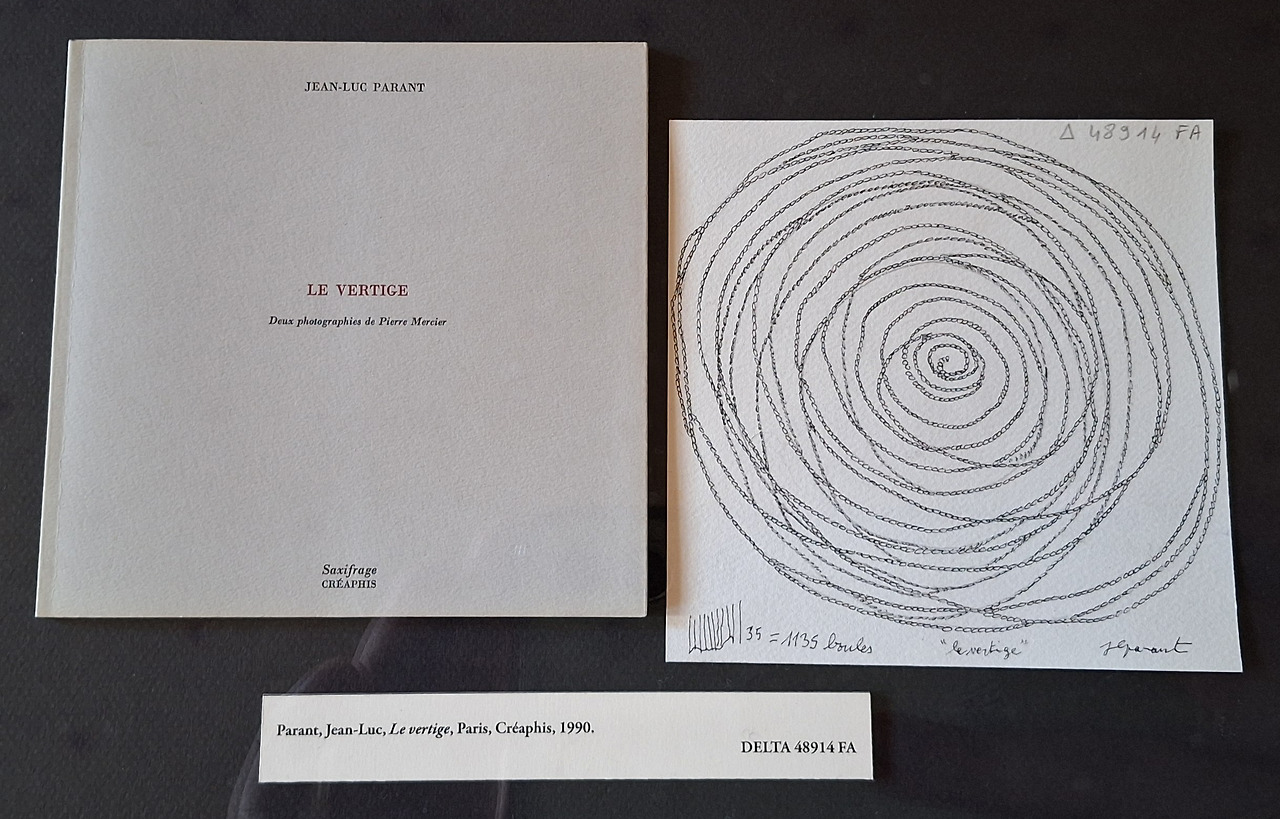 JEAN-LUC PARANT
LE VERTIGE
Deux photographies de Pierre Mercier
Saxifrage
CRÉAPHIS
Δ 48914 FA
35 = 1135 boules
"le vertige"
jlparant
Parant, Jean-Luc, Le vertige, Paris, Créaphis, 1990.
DELTA 48914 FA